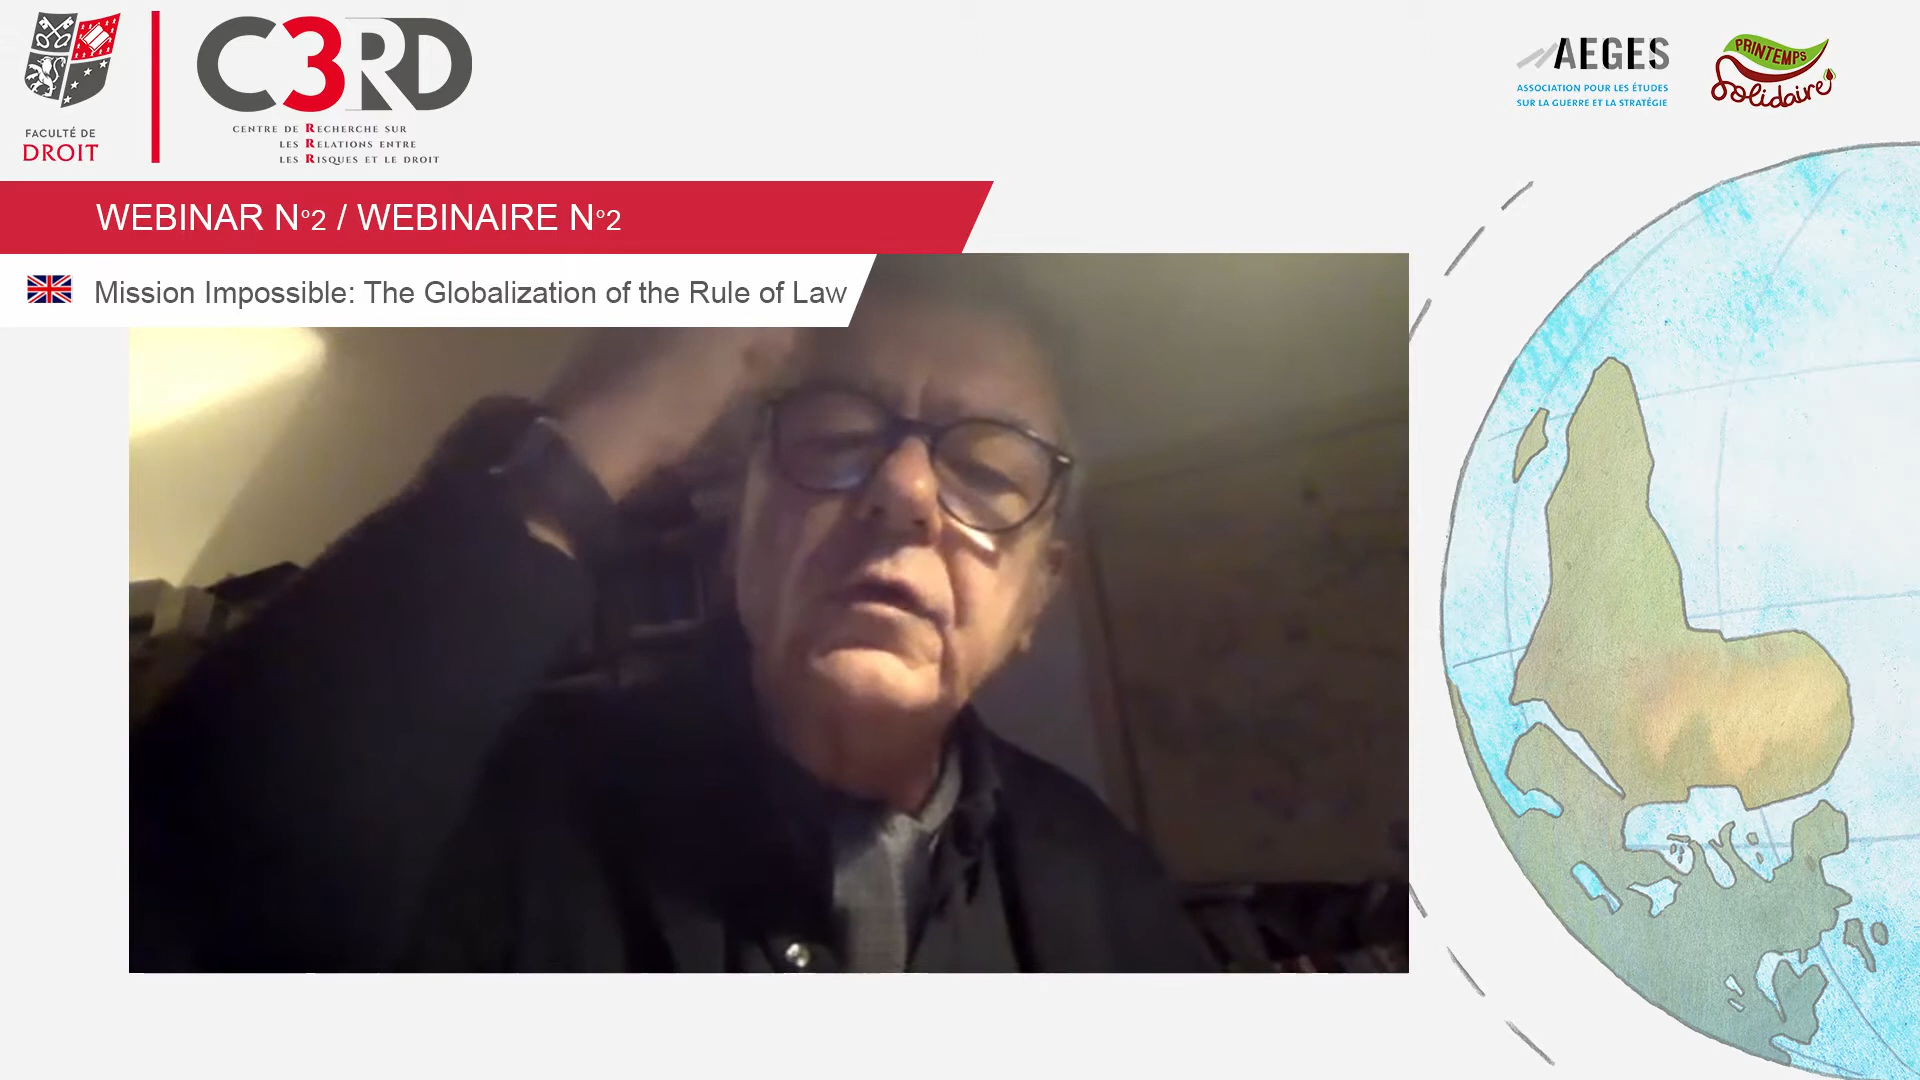 C3RD
FACULTÉ DE
DROIT
CENTRE DE RECHERCHE SUR
LES RELATIONS ENTRE
LES RISQUES ET LE DROIT
AEGES
ASSOCIATION POUR LES ÉTUDES
SUR LA GUERRE ET LA STRATÉGIE
PRINTEMPS
Solidaire
WEBINAR N°2 / WEBINAIRE N°2
Mission Impossible: The Globalization of the Rule of Law